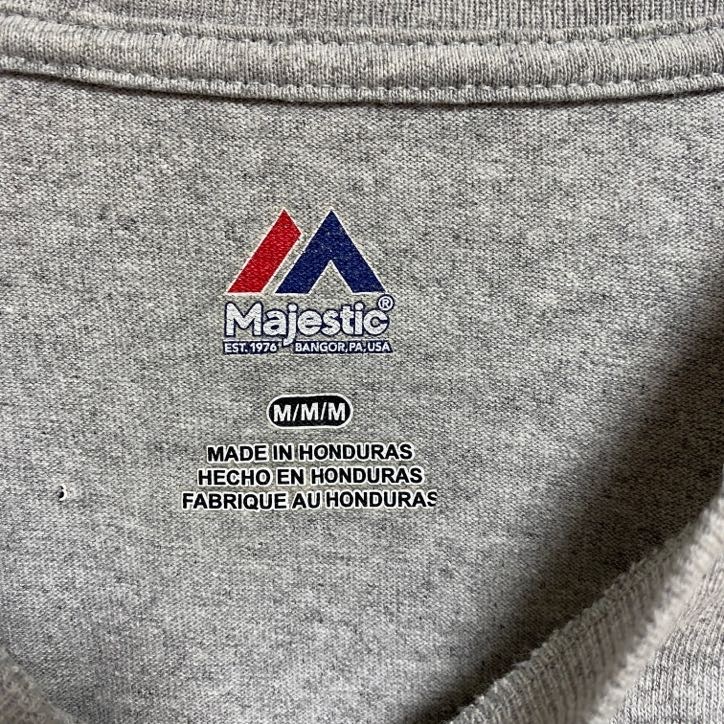 Majestic®
EST. 1976 BANGOR, PA, USA
M/M/M
MADE IN HONDURAS
HECHO EN HONDURAS
FABRIQUE AU HONDURAS